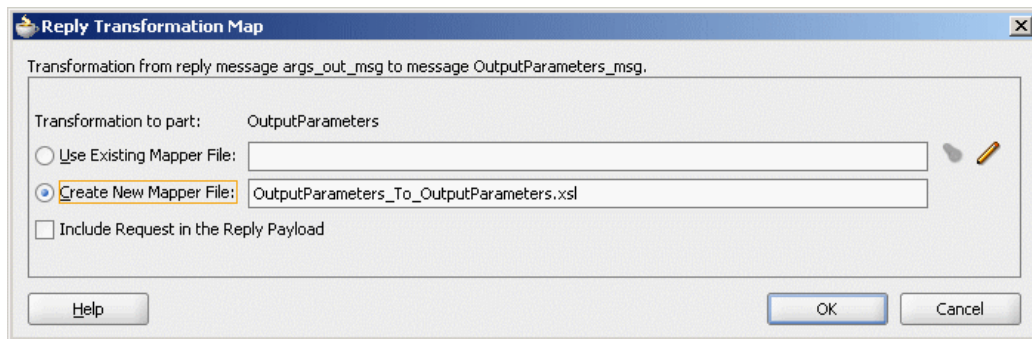 Reply Transformation Map
Transformation from reply message args_out_msg to message OutputParameters_msg.
Transformation to part: OutputParameters
Use Existing Mapper File:
Create New Mapper File: OutputParameters_To_OutputParameters.xsl
Include Request in the Reply Payload
Help OK Cancel